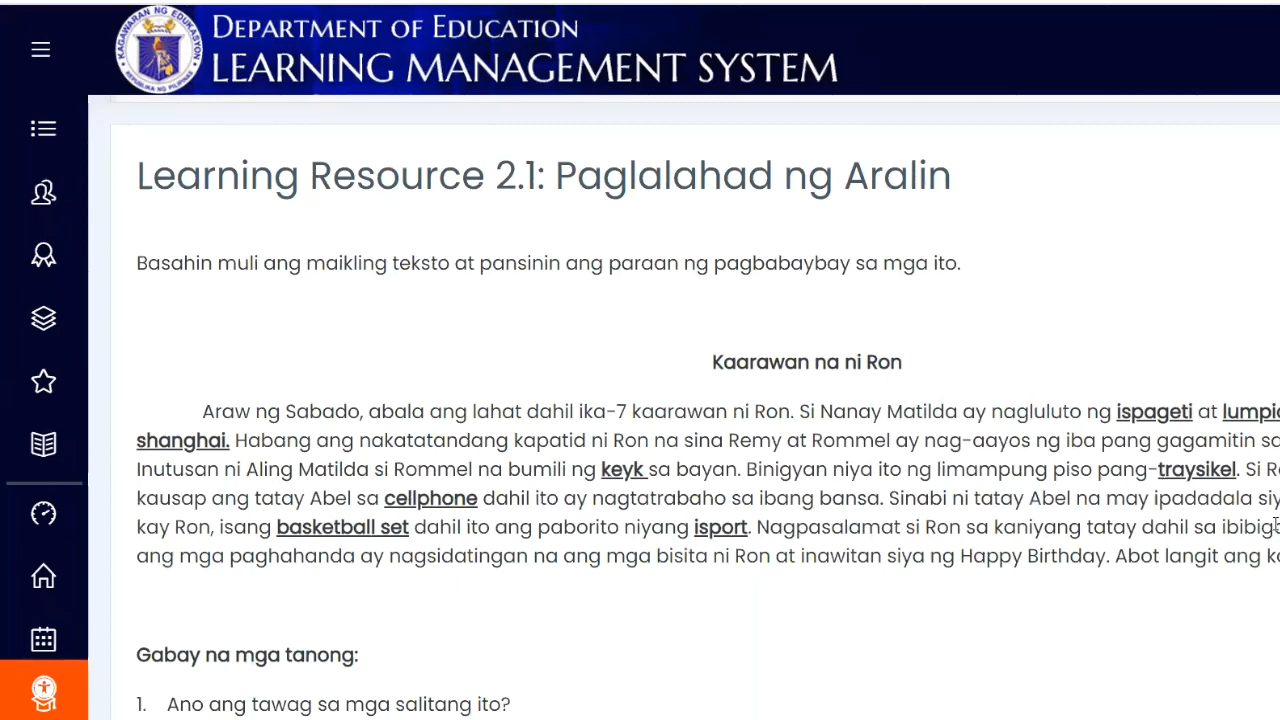 DEPARTMENT OF EDUCATION
LEARNING MANAGEMENT SYSTEM
KAGAWARAN NG EDUKASYON
REPUBLIKA NG PILIPINAS
Learning Resource 2.1: Paglalahad ng Aralin
Basahin muli ang maikling teksto at pansinin ang paraan ng pagbabaybay sa mga ito.
Kaarawan na ni Ron
Araw ng Sabado, abala ang lahat dahil ika-7 kaarawan ni Ron. Si Nanay Matilda ay nagluluto ng ispageti at
shanghai. Habang ang nakatatandang kapatid ni Ron na sina Remy at Rommel ay nag-aayos ng iba pang gagamitin
Inutusan ni Aling Matilda si Rommel na bumili ng keyk sa bayan. Binigyan niya ito ng limampung piso pang-traysikel. Si
kausap ang tatay Abel sa cellphone dahil ito ay nagtatrabaho sa ibang bansa. Sinabi ni tatay Abel na may ipadadala
kay Ron, isang basketball set dahil ito ang paborito niyang isport. Nagpasalamat si Ron sa kaniyang tatay dahil sa
ang mga paghahanda ay nagsidatingan na ang mga bisita ni Ron at inawitan siya ng Happy Birthday. Abot langit ang
Gabay na mga tanong:
1. Ano ang tawag sa mga salitang ito?